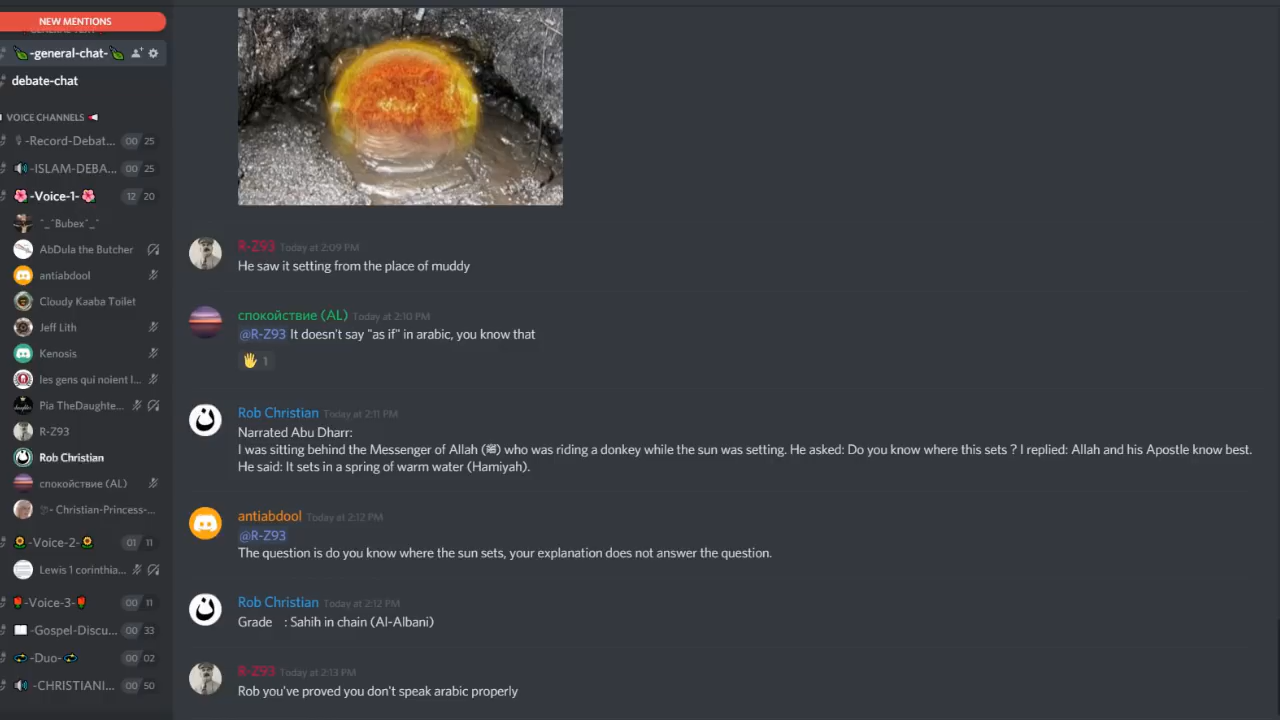 NEW MENTIONS
-general-chat-
debate-chat
VOICE CHANNELS
-Record-Debat... 00 25
-ISLAM-DEBA... 00 25
-Voice-1- 12 20
^_^Bubex^_^
AbDula the Butcher
antiabdool
Cloudy Kaaba Toilet
Jeff Lith
Kenosis
les gens qui noient l...
Pia TheDaughte...
R-Z93
Rob Christian
спокойствие (AL)
- Christian-Princess-...
-Voice-2- 01 11
Lewis 1 corinthia...
-Voice-3- 00 11
-Gospel-Discu... 00 33
-Duo- 00 02
-CHRISTIANI... 00 50
R-Z93 Today at 2:09 PM
He saw it setting from the place of muddy
спокойствие (AL) Today at 2:10 PM
@R-Z93 It doesn't say "as if" in arabic, you know that
1
Rob Christian Today at 2:11 PM
Narrated Abu Dharr:
I was sitting behind the Messenger of Allah (ﷺ) who was riding a donkey while the sun was setting. He asked: Do you know where this sets ? I replied: Allah and his Apostle know best.
He said: It sets in a spring of warm water (Hamiyah).
antiabdool Today at 2:12 PM
@R-Z93
The question is do you know where the sun sets, your explanation does not answer the question.
Rob Christian Today at 2:12 PM
Grade : Sahih in chain (Al-Albani)
R-Z93 Today at 2:13 PM
Rob you've proved you don't speak arabic properly